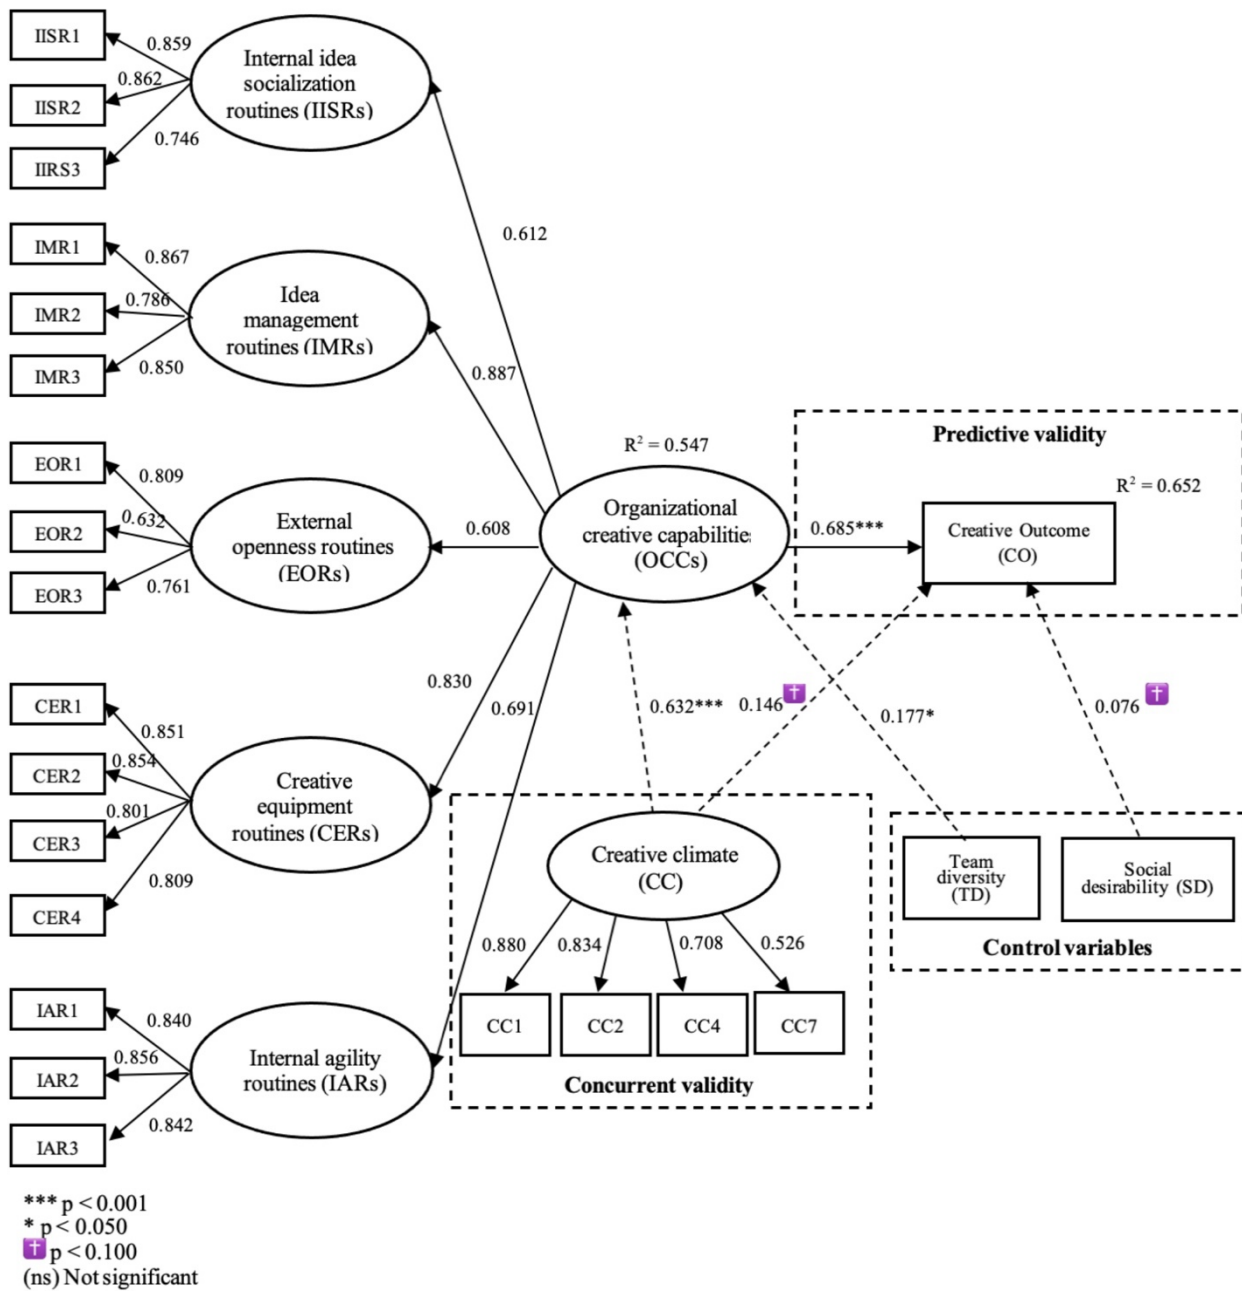 IISR1
0.859
Internal idea
socialization
routines (IISRs)
IISR2
0.862
0.746
IIRS3
0.612
IMR1
0.867
Idea
management
routines (IMRs)
IMR2
0.786
IMR3
0.850
0.887
EOR1
0.809
External
openness routines
(EORs)
EOR2
0.632
EOR3
0.761
0.608
R² = 0.547
Organizational
creative capabilitie
(OCCs)
Predictive validity
R² = 0.652
0.685***
Creative Outcome
(CO)
0.830
0.691
0.632***
0.146✝
0.177*
0.076 ✝
CER1
0.851
Creative
equipment
routines (CERs)
CER2
0.854
0.801
CER3
0.809
CER4
Creative climate
(CC)
0.880
0.834
0.708
0.526
CC1
CC2
CC4
CC7
Concurrent validity
Team
diversity
(TD)
Social
desirability (SD)
Control variables
IAR1
0.840
Internal agility
routines (IARs)
IAR2
0.856
0.842
IAR3
*** p < 0.001
* p < 0.050
✝ p < 0.100
(ns) Not significant